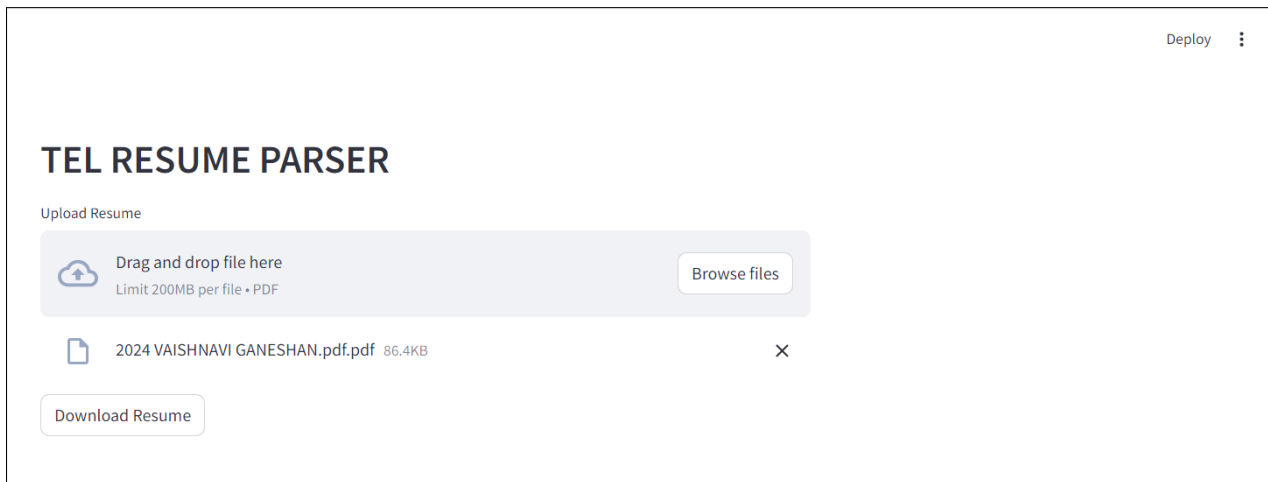 Deploy
TEL RESUME PARSER
Upload Resume
Drag and drop file here
Limit 200MB per file • PDF
Browse files
2024 VAISHNAVI GANESHAN.pdf.pdf 86.4KB
Download Resume